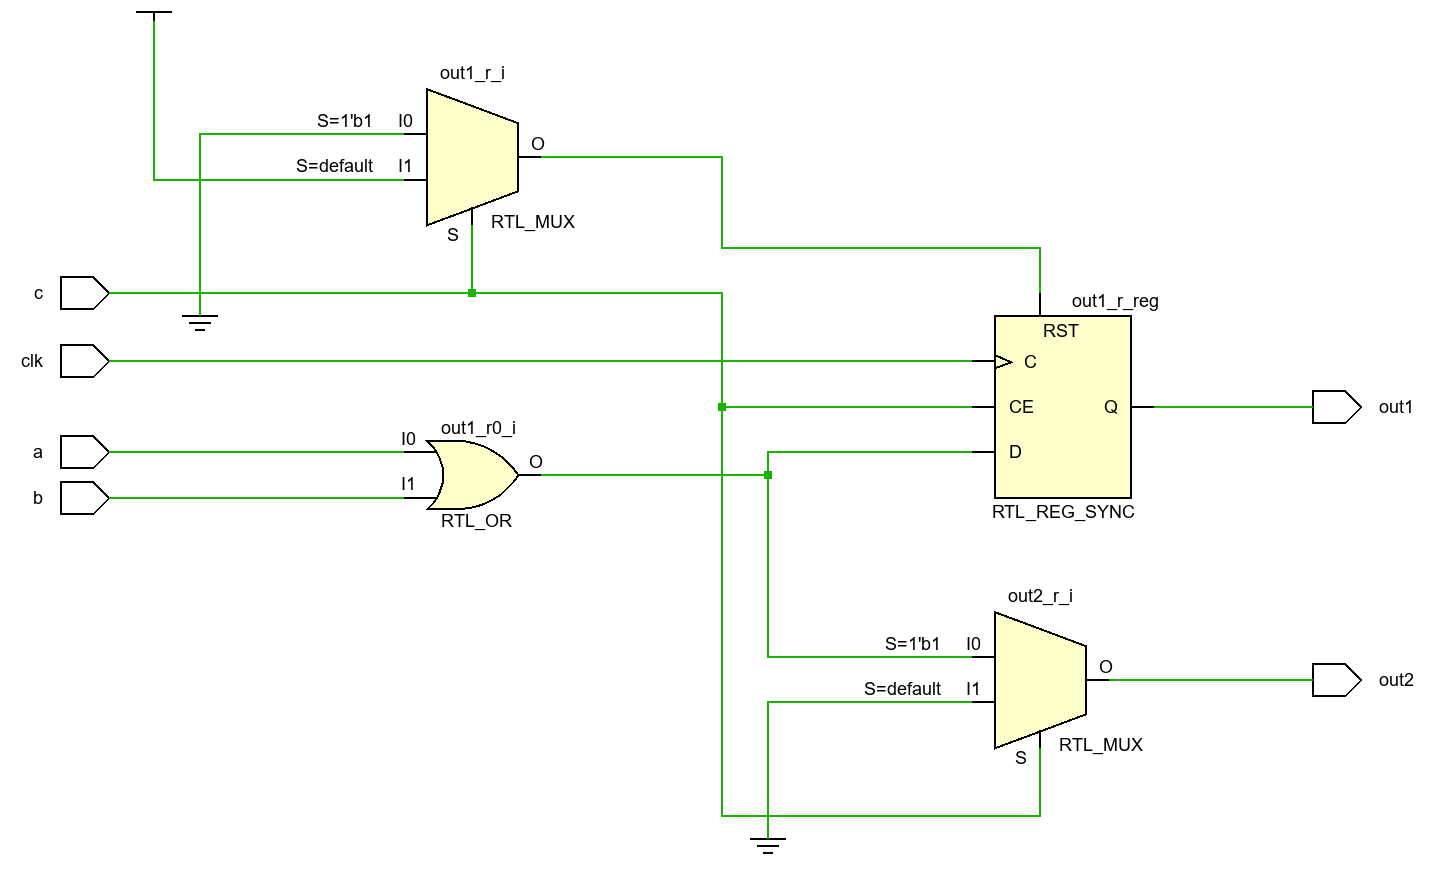 out1_r_i
S=1'b1 I0
O
S=default I1
S RTL_MUX
c
out1_r_reg
RST
clk
C
CE Q out1
out1_r0_i
a I0
O
D
b I1
RTL_OR
RTL_REG_SYNC
out2_r_i
S=1'b1 I0
O
out2
S=default I1
S RTL_MUX